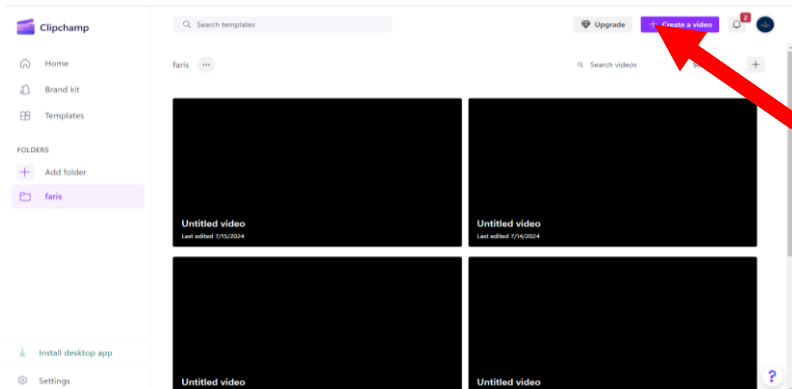 Clipchamp
Search templates
Upgrade
+ Create a video
2
Home
faris ...
Search videos
+
Brand kit
Templates
FOLDERS
+ Add folder
faris
Untitled video
Last edited 7/15/2024
Untitled video
Last edited 7/14/2024
Install desktop app
Settings
Untitled video
Untitled video
?